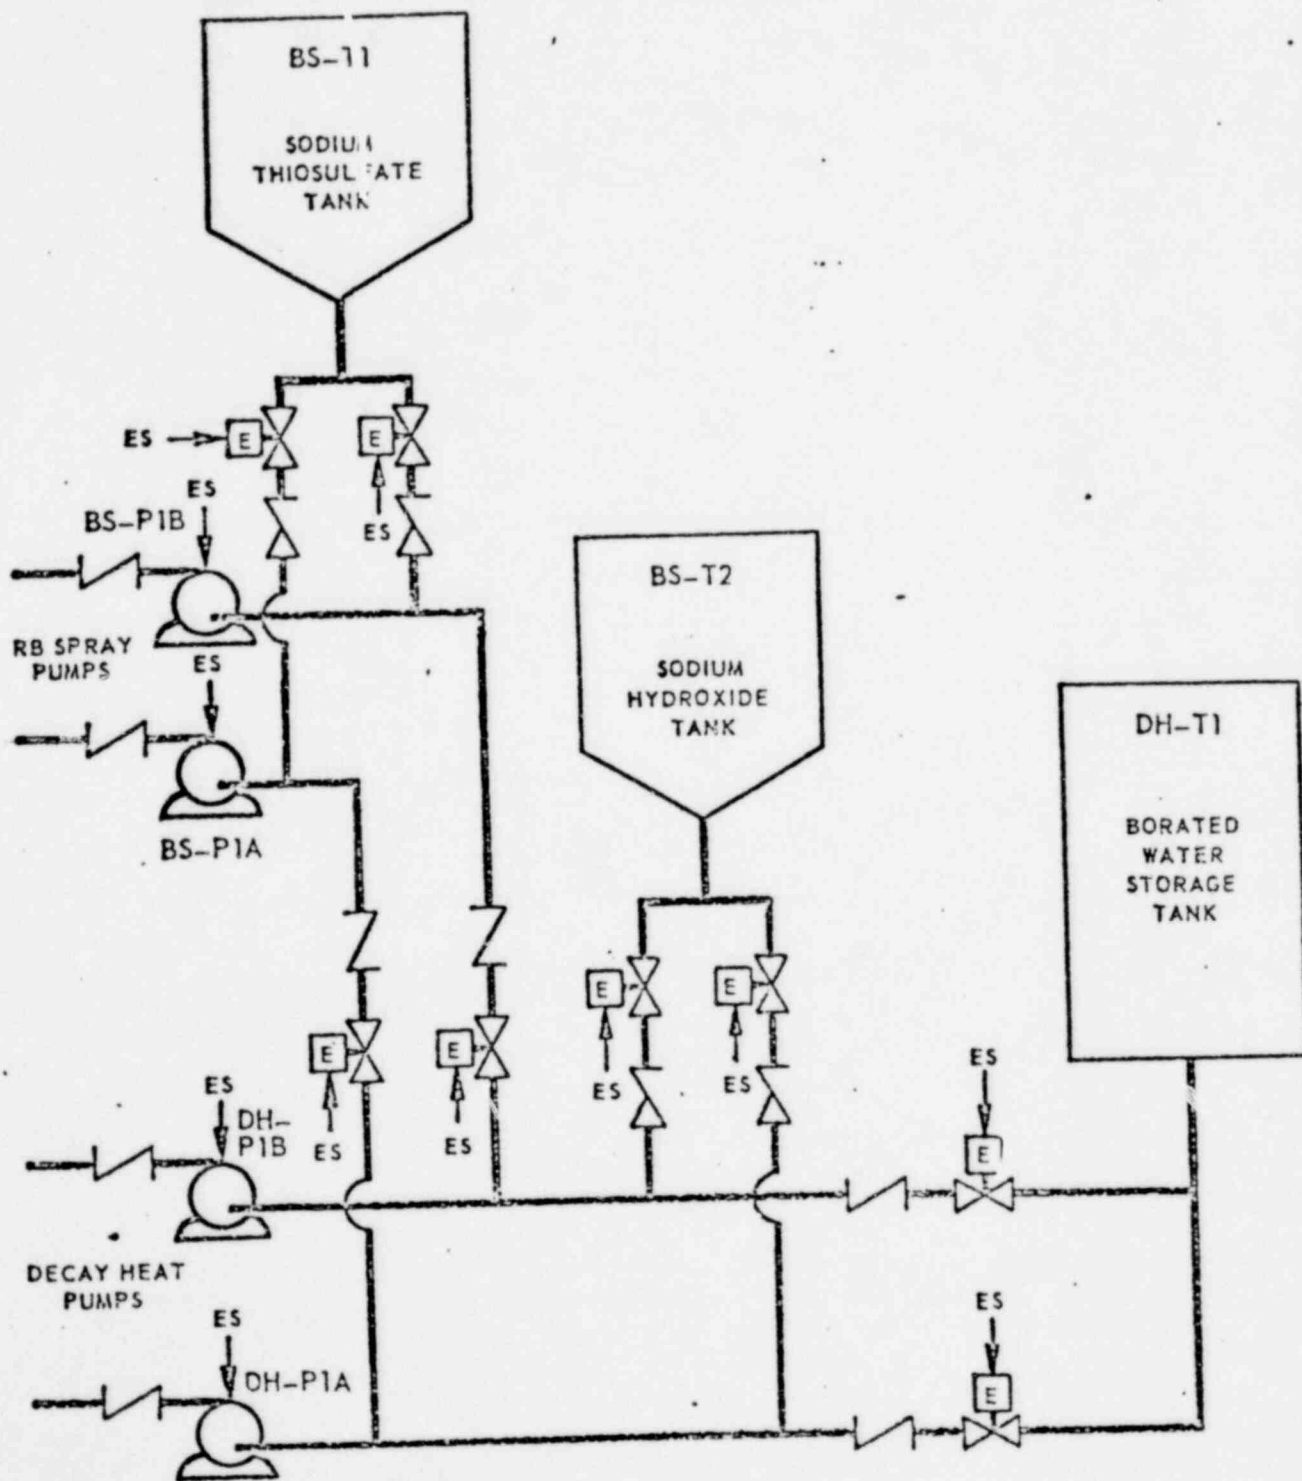 BS-T1
SODIUM
THIOSULFATE
TANK
ES
E
E
ES
BS-P1B
ES
RB SPRAY
PUMPS
ES
BS-P1A
BS-T2
SODIUM
HYDROXIDE
TANK
DH-T1
BORATED
WATER
STORAGE
TANK
E
E
ES
ES
E
E
ES
ES
ES
E
ES
DH-
P1B
DECAY HEAT
PUMPS
ES
DH-P1A
ES
E